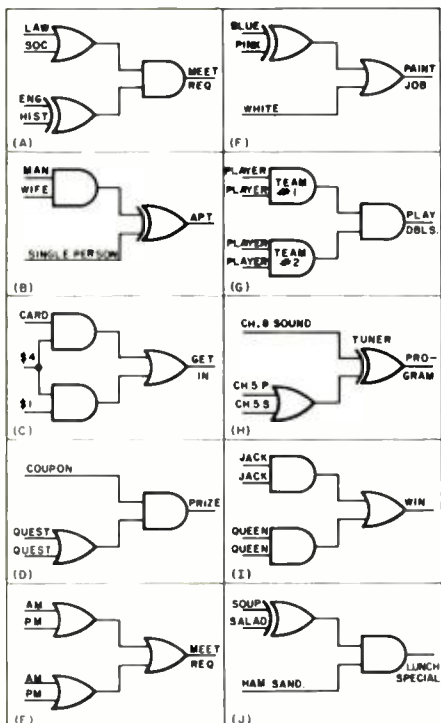 LAW
SOC
ENG
HIST
MEET
REQ
(A)
BLUE
PINK
WHITE
PAINT
JOB
(F)
MAN
WIFE
SINGLE PERSON
APT
(B)
PLAYER
PLAYER
TEAM
#1
PLAYER
PLAYER
TEAM
#2
PLAY
DBLS.
(G)
CARD
$4
$1
GET
IN
(C)
CH. 8 SOUND
TUNER
CH 5 P
CH 5 S
PRO-
GRAM
(H)
COUPON
QUEST
QUEST
PRIZE
(D)
JACK
JACK
QUEEN
QUEEN
WIN
(I)
AM
PM
AM
PM
MEET
REQ
(E)
SOUP
SALAD
HAM SAND.
LUNCH
SPECIAL
(J)